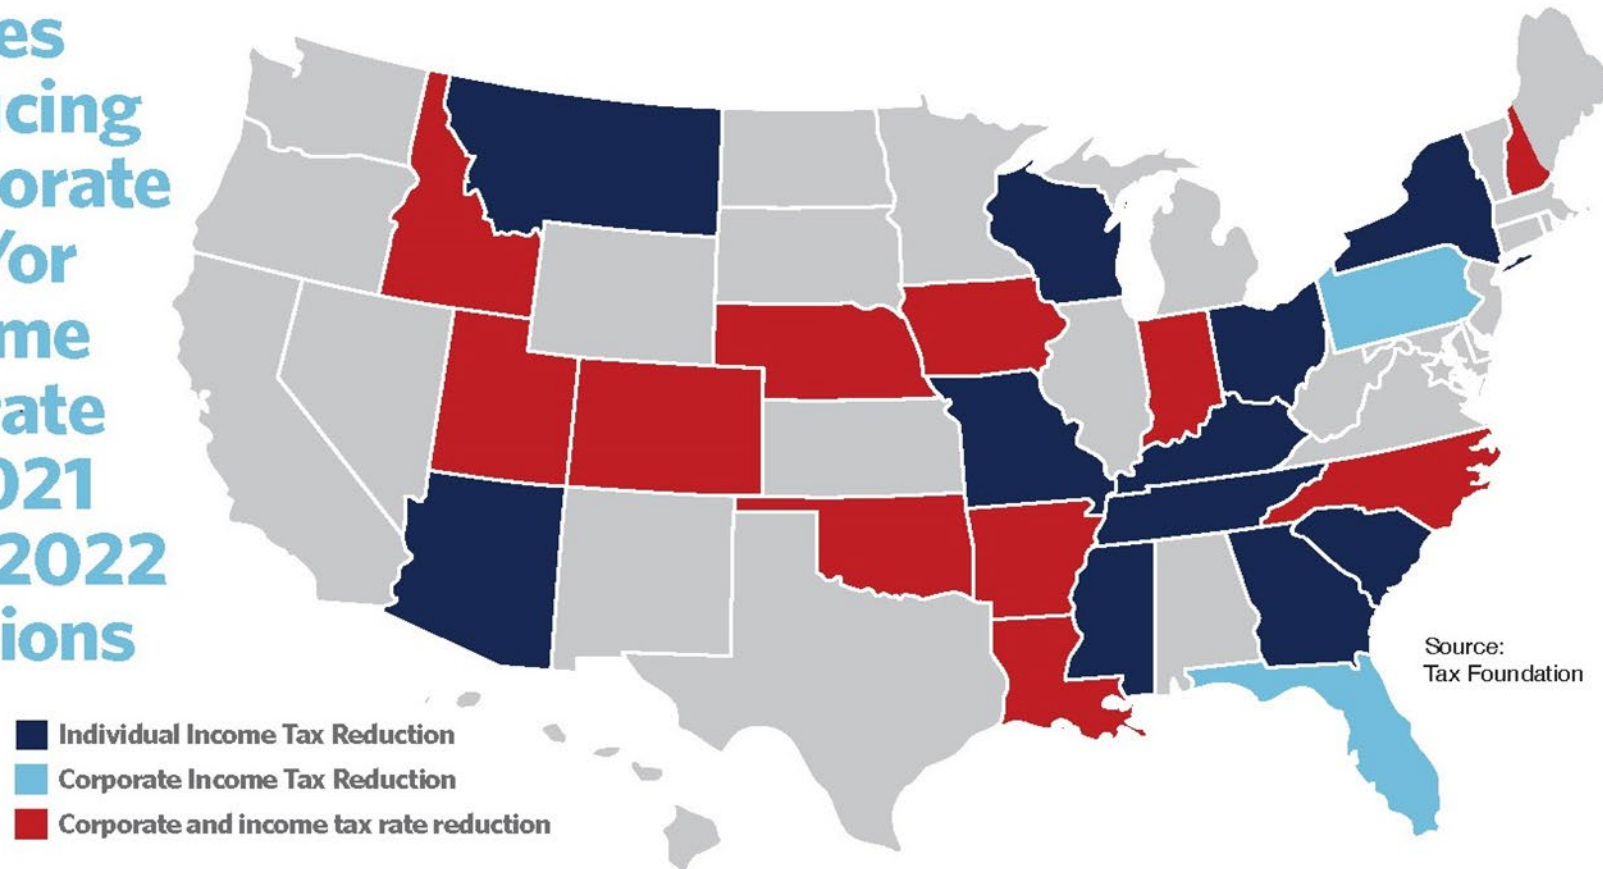 es
cing
orate
/or
me
rate
021
2022
ions
Source:
Tax Foundation
Individual Income Tax Reduction
Corporate Income Tax Reduction
Corporate and income tax rate reduction